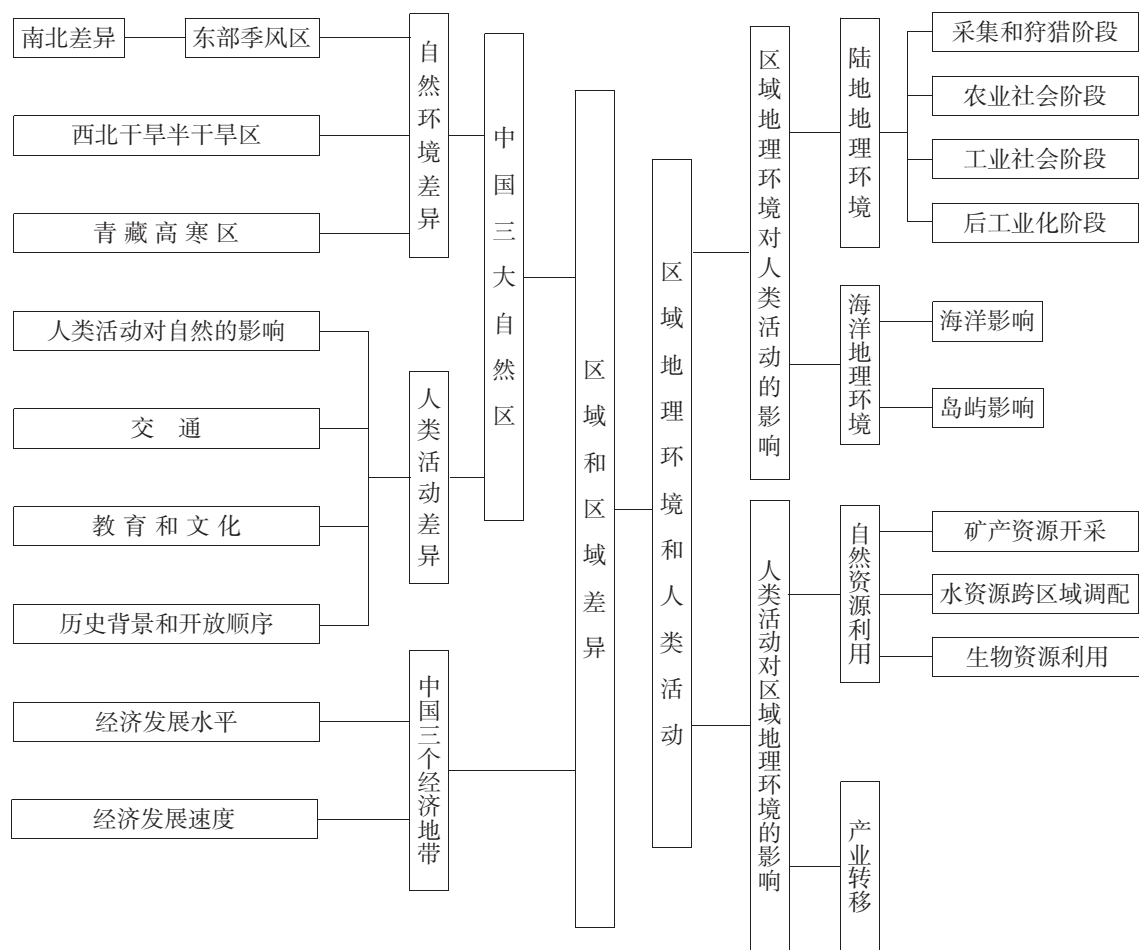 南北差异
东部季风区
西北干旱半干旱区
青藏高寒区
自然环境差异
人类活动对自然的影响
交通
教育和文化
历史背景和开放顺序
人类活动差异
中国三大自然区
经济发展水平
经济发展速度
中国三个经济地带
区域和区域差异
区域地理环境和人类活动
区域地理环境对人类活动的影响
陆地地理环境
采集和狩猎阶段
农业社会阶段
工业社会阶段
后工业化阶段
海洋地理环境
海洋影响
岛屿影响
人类活动对区域地理环境的影响
自然资源利用
矿产资源开采
水资源跨区域调配
生物资源利用
产业转移